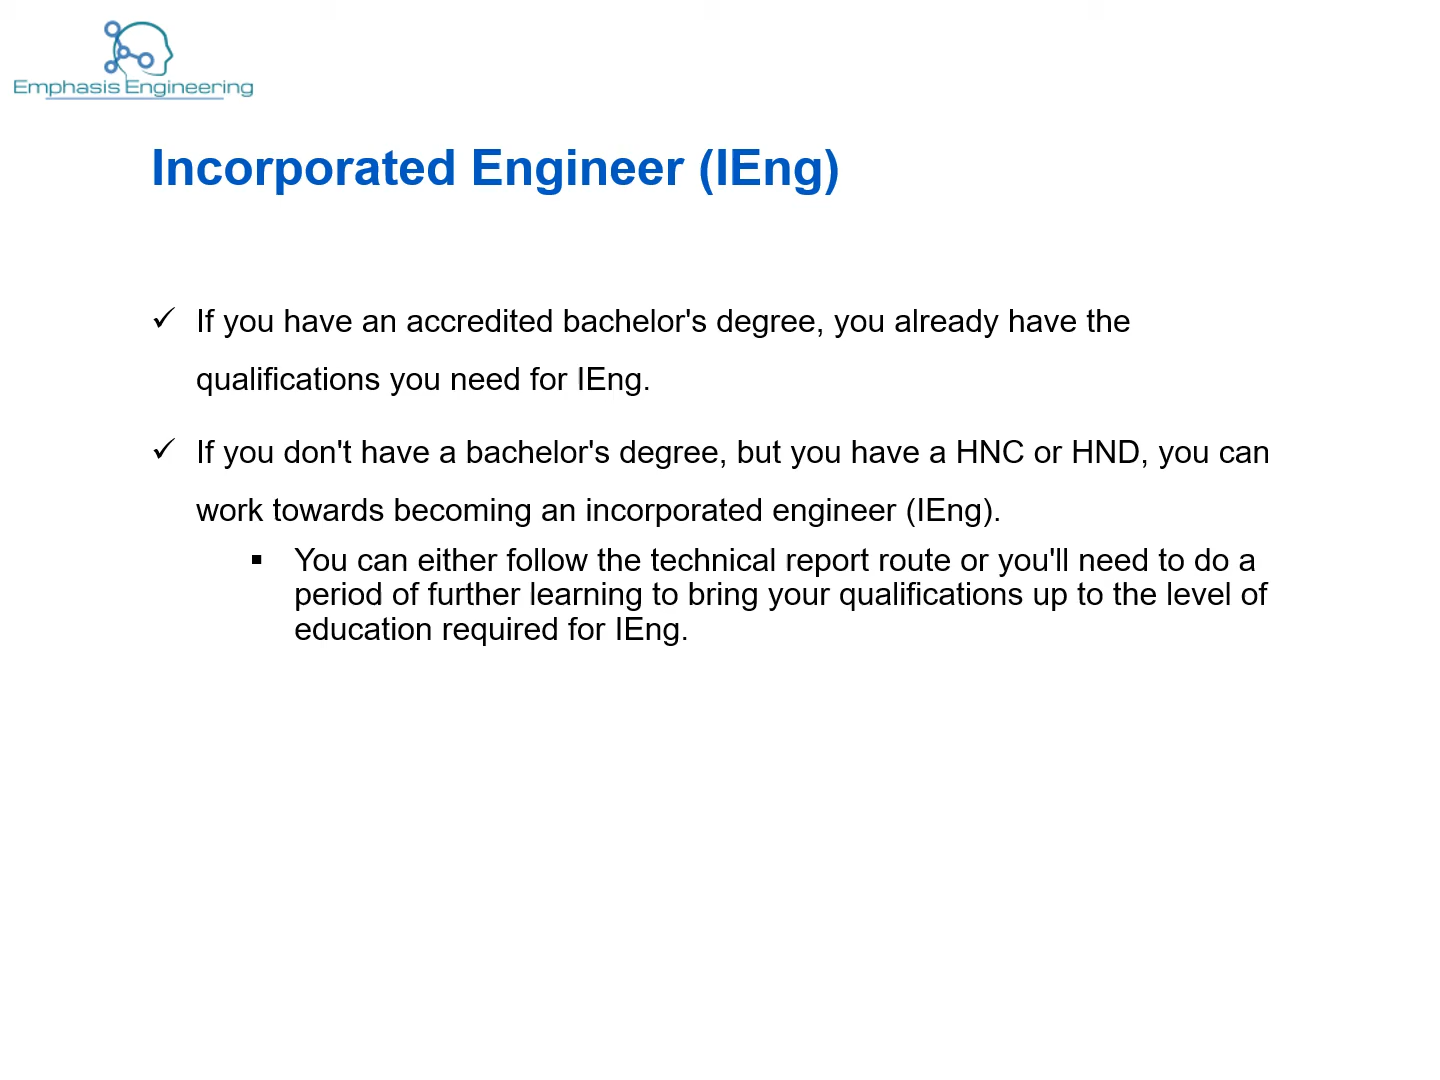 Emphasis Engineering
Incorporated Engineer (IEng)
✓ If you have an accredited bachelor's degree, you already have the
qualifications you need for IEng.
✓ If you don't have a bachelor's degree, but you have a HNC or HND, you can
work towards becoming an incorporated engineer (IEng).
▪ You can either follow the technical report route or you'll need to do a
period of further learning to bring your qualifications up to the level of
education required for IEng.